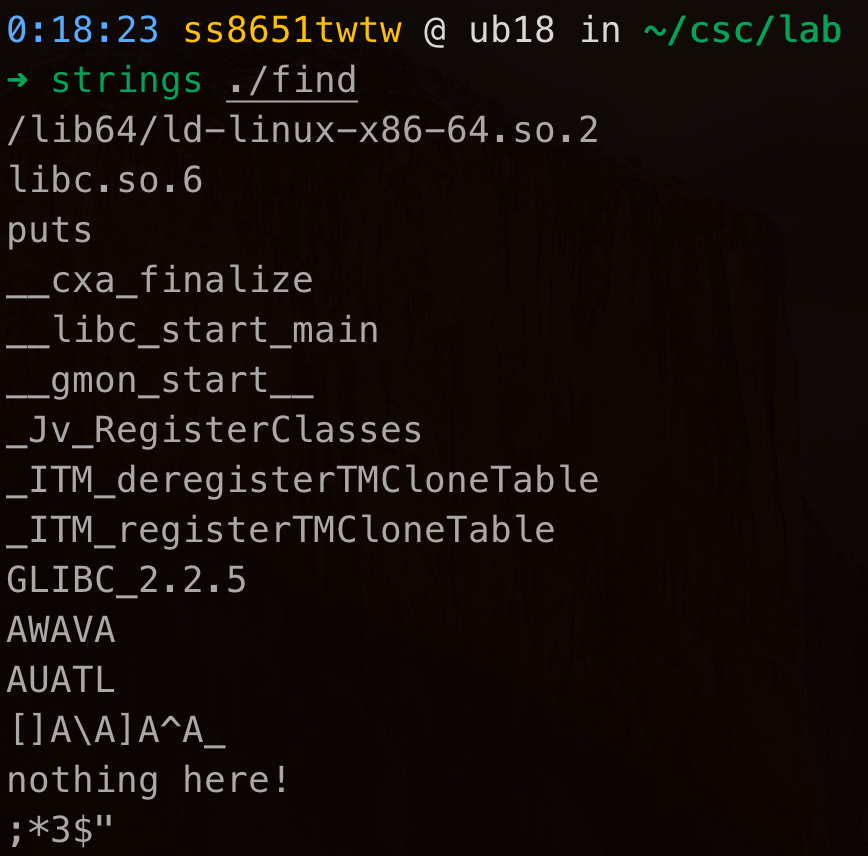 0:18:23 ss8651twtw @ ub18 in ~/csc/lab
➜ strings ./find
/lib64/ld-linux-x86-64.so.2
libc.so.6
puts
__cxa_finalize
__libc_start_main
__gmon_start__
_Jv_RegisterClasses
_ITM_deregisterTMCloneTable
_ITM_registerTMCloneTable
GLIBC_2.2.5
AWAVA
AUATL
[]A\A]A^A_
nothing here!
;*3$"